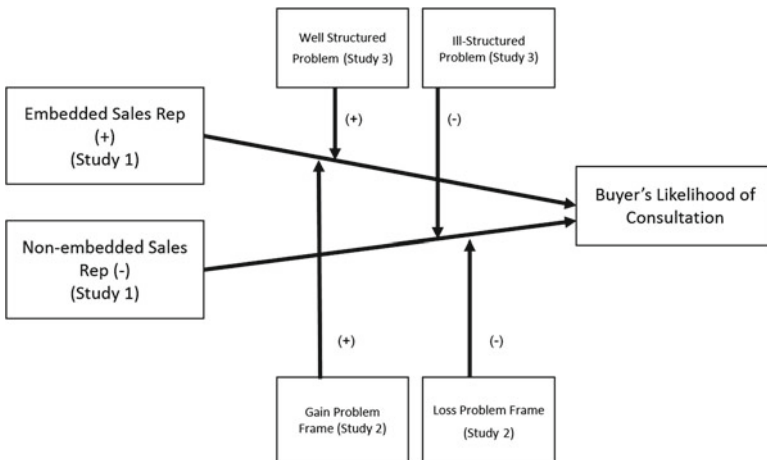 Well Structured
Problem (Study 3)
Ill-Structured
Problem (Study 3)
Embedded Sales Rep
(+)
(Study 1)
(+)
(-)
Buyer's Likelihood of
Consultation
Non-embedded Sales
Rep (-)
(Study 1)
(+)
(-)
Gain Problem
Frame (Study 2)
Loss Problem Frame
(Study 2)